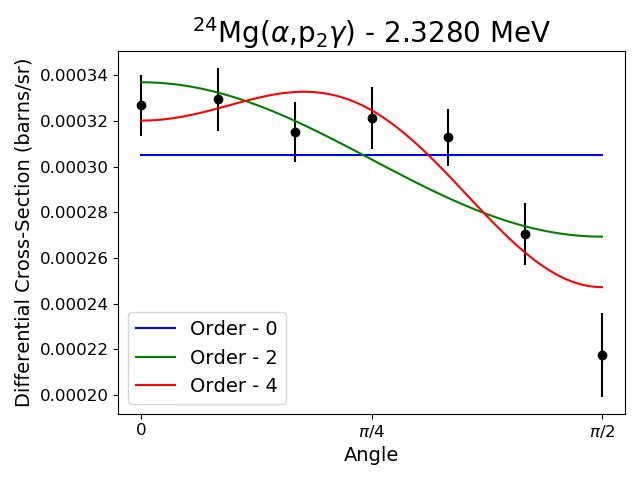 ²⁴Mg(α,p₂γ) - 2.3280 MeV
Differential Cross-Section (barns/sr)
0.00034
0.00032
0.00030
0.00028
0.00026
0.00024
0.00022
0.00020
Order - 0
Order - 2
Order - 4
0
π/4
π/2
Angle